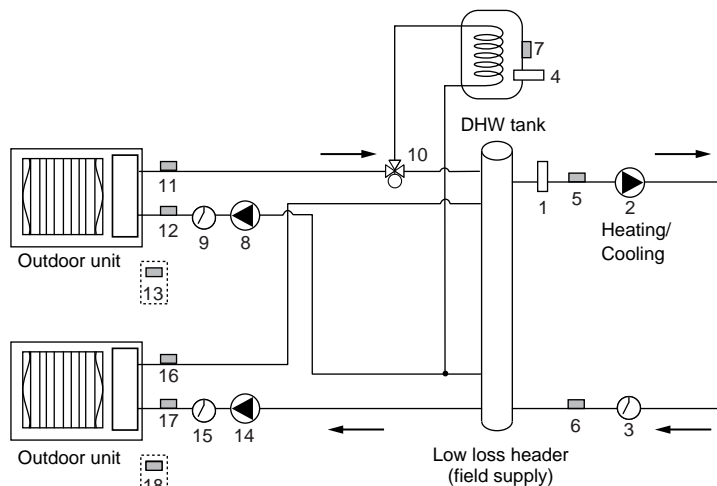 7
4
DHW tank
10
11
1
5
2
Heating/
Cooling
12
9
8
Outdoor unit
13
16
17
15
14
6
3
Outdoor unit
Low loss header
(field supply)
18